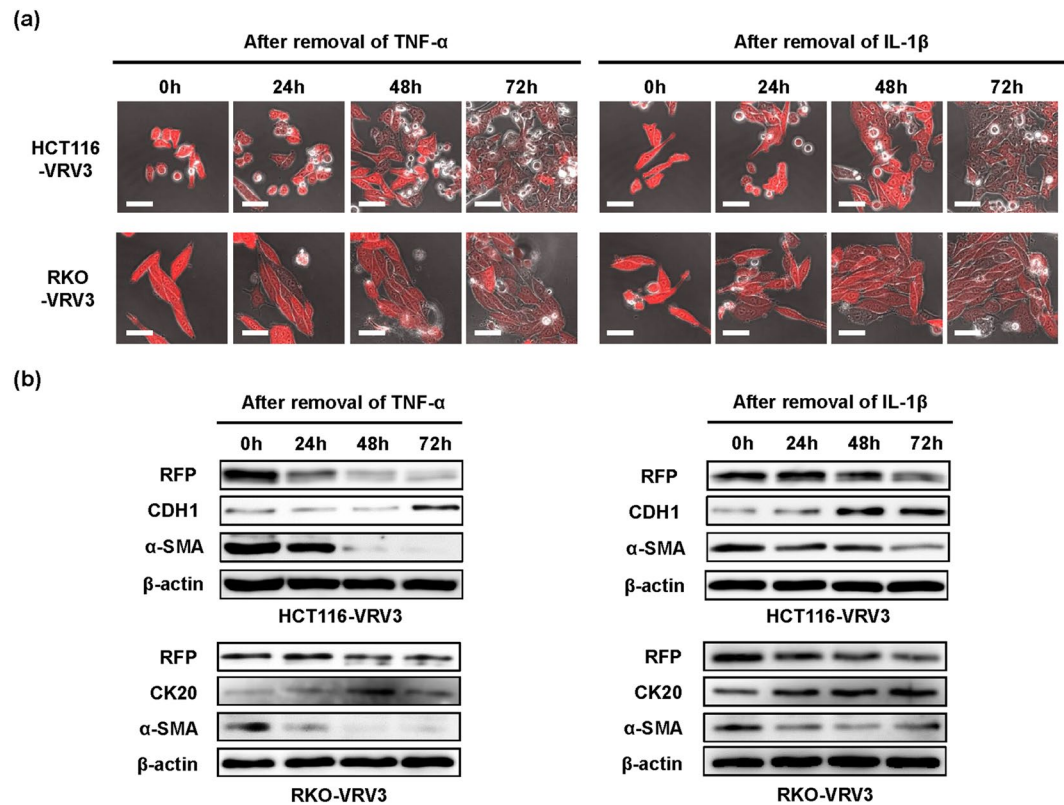 (a)
After removal of TNF-α After removal of IL-1β
0h 24h 48h 72h 0h 24h 48h 72h
HCT116
-VRV3
RKO
-VRV3
(b)
After removal of TNF-α After removal of IL-1β
0h 24h 48h 72h 0h 24h 48h 72h
RFP RFP
CDH1 CDH1
α-SMA α-SMA
β-actin β-actin
HCT116-VRV3 HCT116-VRV3
RFP RFP
CK20 CK20
α-SMA α-SMA
β-actin β-actin
RKO-VRV3 RKO-VRV3